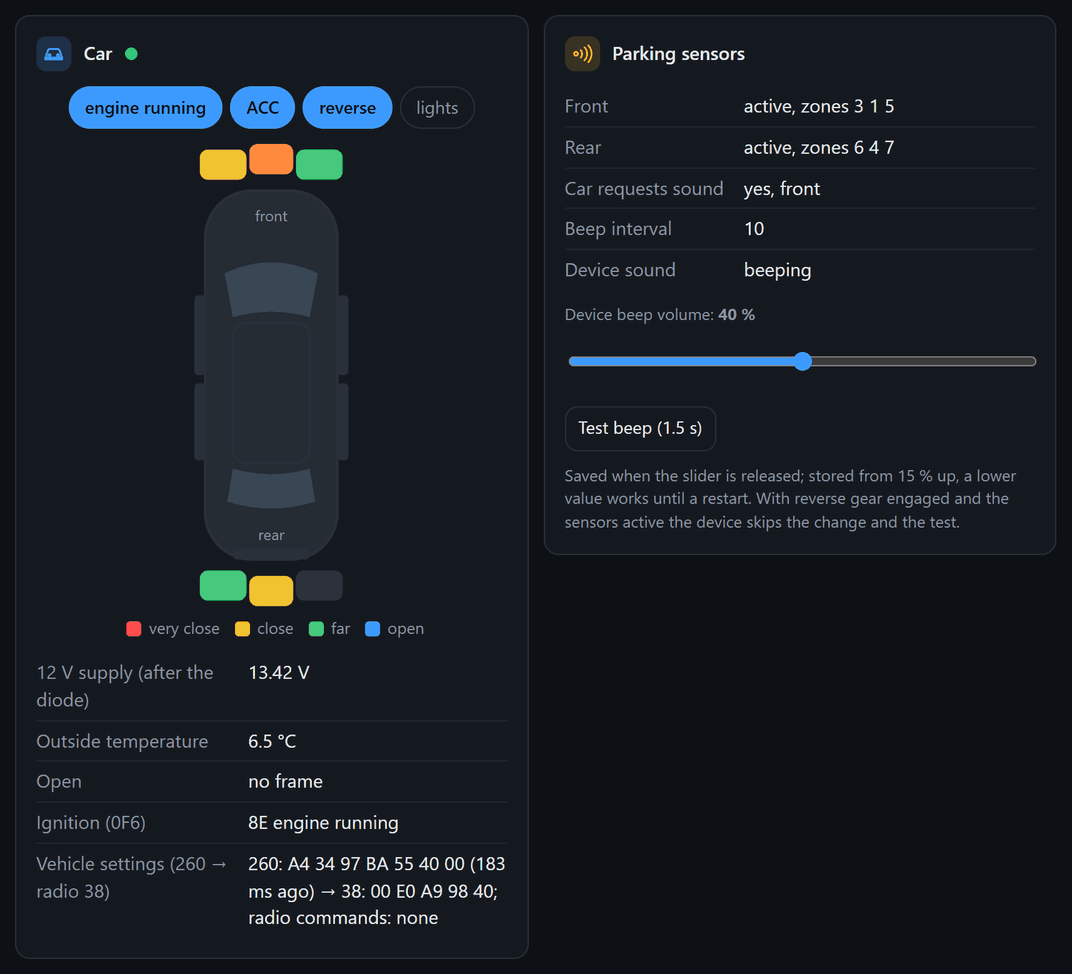 Car
engine running
ACC
reverse
lights
front
rear
very close
close
far
open
12 V supply (after the
diode)
13.42 V
Outside temperature
6.5 °C
Open
no frame
Ignition (0F6)
8E engine running
Vehicle settings (260 →
radio 38)
260: A4 34 97 BA 55 40 00 (183
ms ago) → 38: 00 E0 A9 98 40;
radio commands: none
Parking sensors
Front
active, zones 3 1 5
Rear
active, zones 6 4 7
Car requests sound
yes, front
Beep interval
10
Device sound
beeping
Device beep volume: 40 %
Test beep (1.5 s)
Saved when the slider is released; stored from 15 % up, a lower
value works until a restart. With reverse gear engaged and the
sensors active the device skips the change and the test.